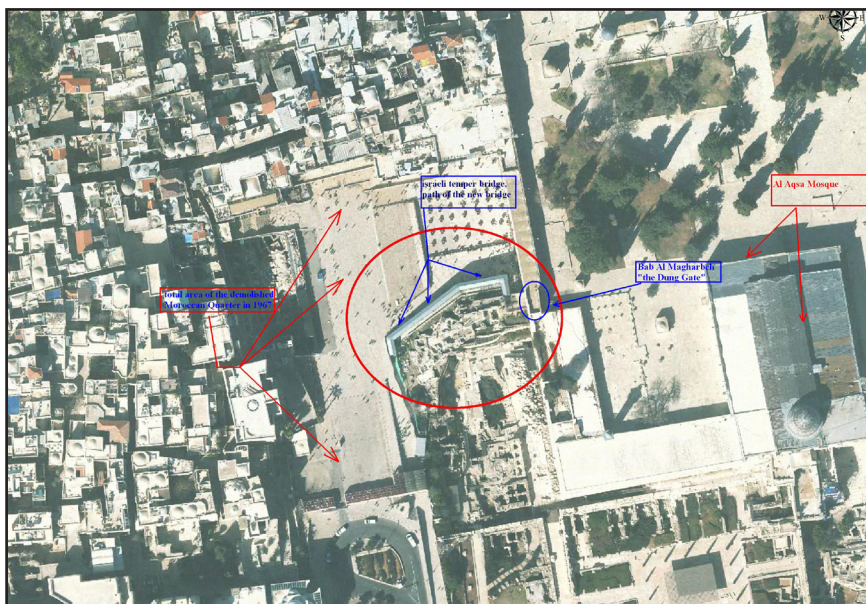 W
E
S
israeli temper bridge,
path of the new bridge
Al Aqsa Mosque
Bab Al Magharbeh
"the Dung Gate"
Total area of the demolished
Moroccan Quarter in 1967